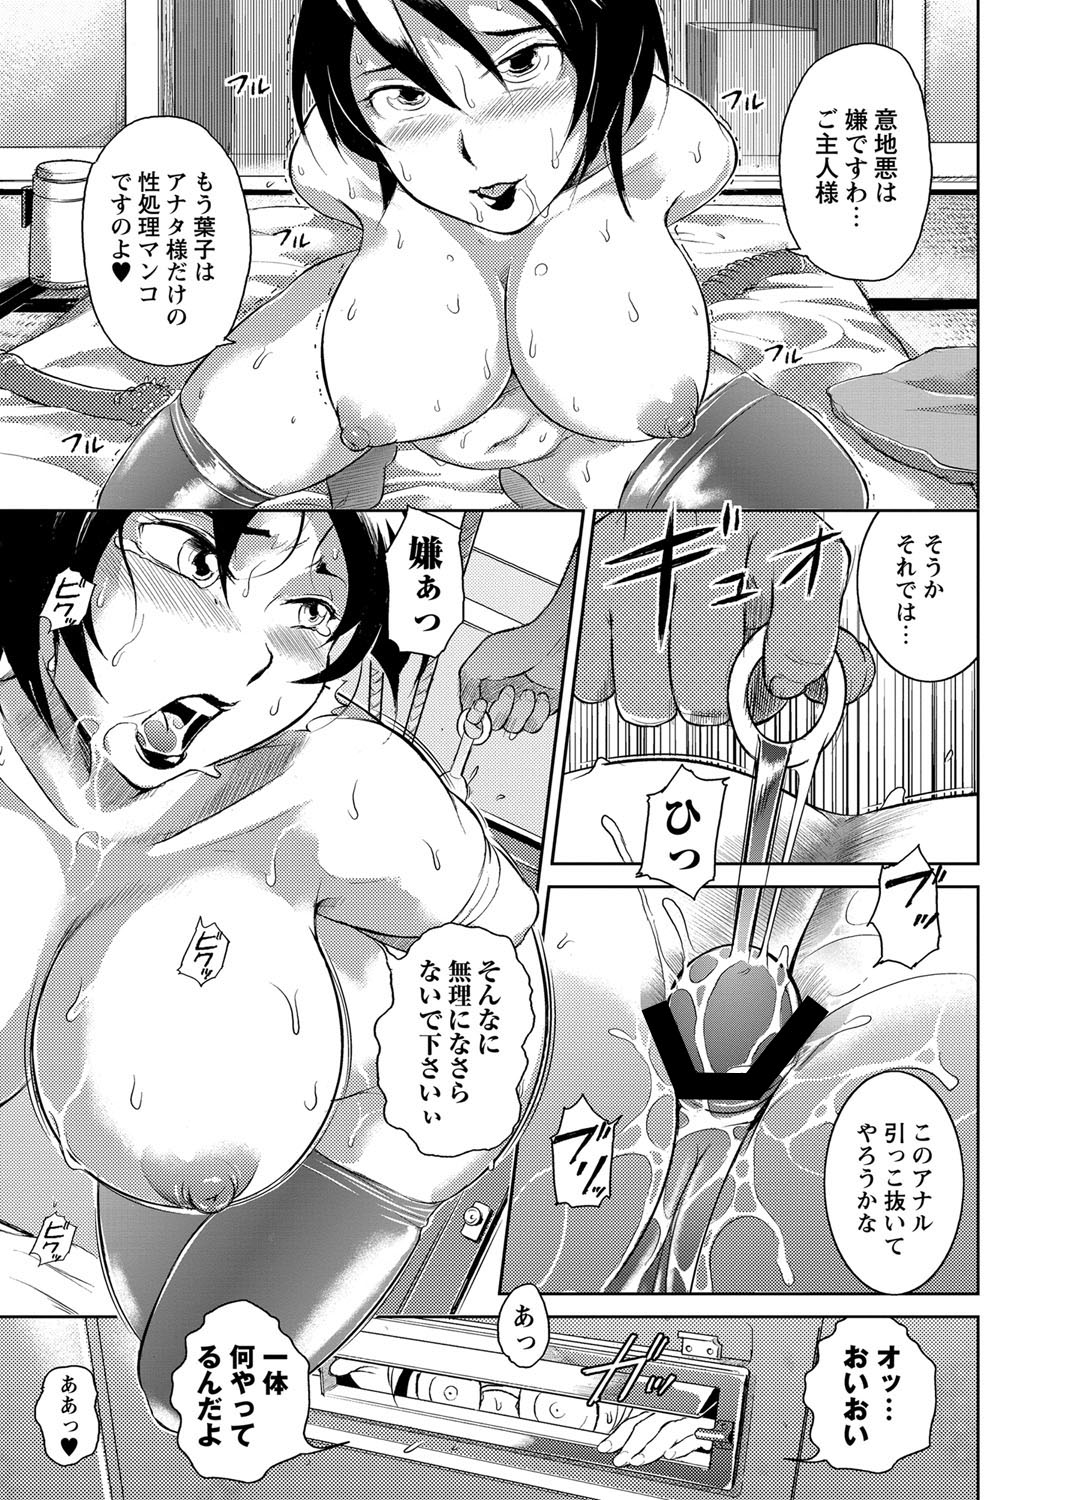 意地悪は
嫌ですわ…
ご主人様
フル
フル
もう葉子は
アナタ様だけの
性処理マンコ
ですのよ♥
フル
フル
そうか
それでは…
ギュオ
ひっ
嫌ぁっ
ビクッ
ビクッ
そんなに
無理になさら
ないで下さいぃ
ビクッ
ブッ
ブリッ
このアナル
引っこ抜いて
やろうかな
オッ…
おいおい
あっ
一体
何やって
るんだよ
ああっ♥